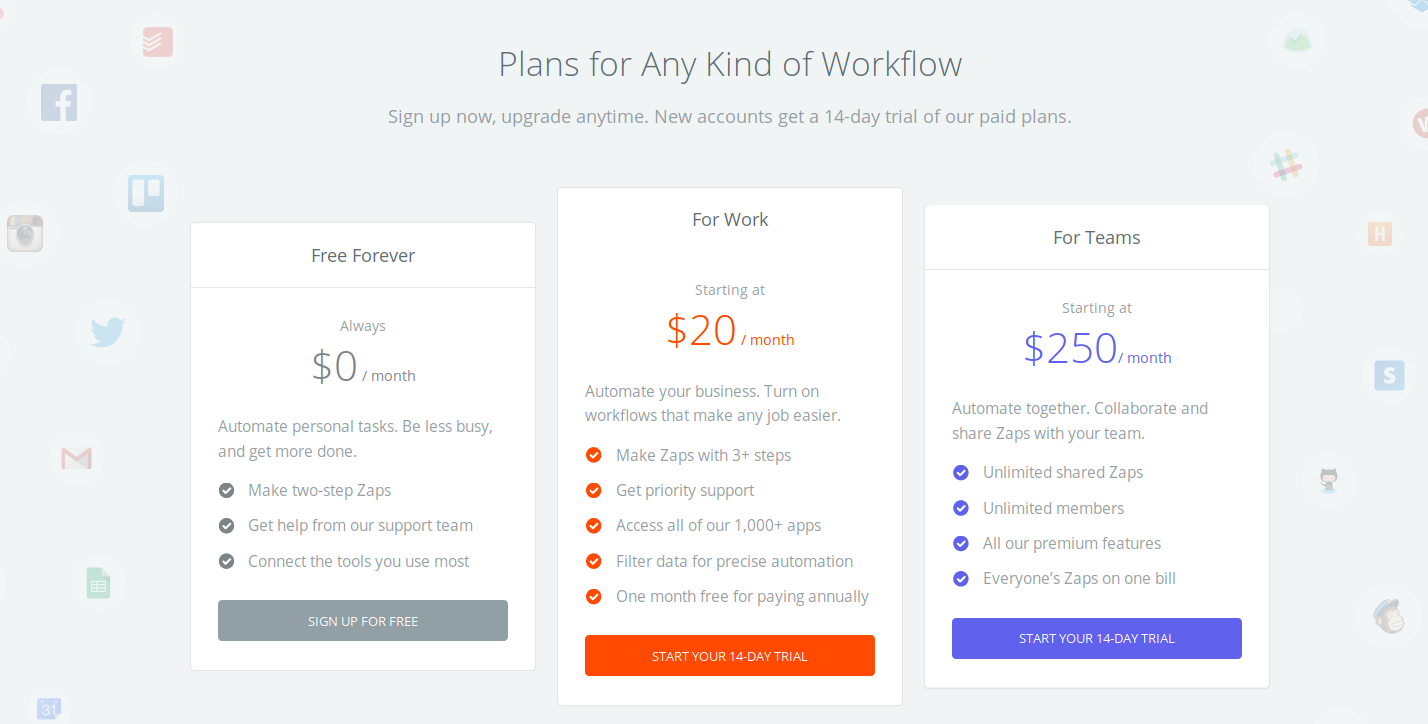 Plans for Any Kind of Workflow
Sign up now, upgrade anytime. New accounts get a 14-day trial of our paid plans.
Free Forever
Always
$0 / month
Automate personal tasks. Be less busy,
and get more done.
Make two-step Zaps
Get help from our support team
Connect the tools you use most
SIGN UP FOR FREE
For Work
Starting at
$20 / month
Automate your business. Turn on
workflows that make any job easier.
Make Zaps with 3+ steps
Get priority support
Access all of our 1,000+ apps
Filter data for precise automation
One month free for paying annually
START YOUR 14-DAY TRIAL
For Teams
Starting at
$250/ month
Automate together. Collaborate and
share Zaps with your team.
Unlimited shared Zaps
Unlimited members
All our premium features
Everyone’s Zaps on one bill
START YOUR 14-DAY TRIAL
f
H
S
31